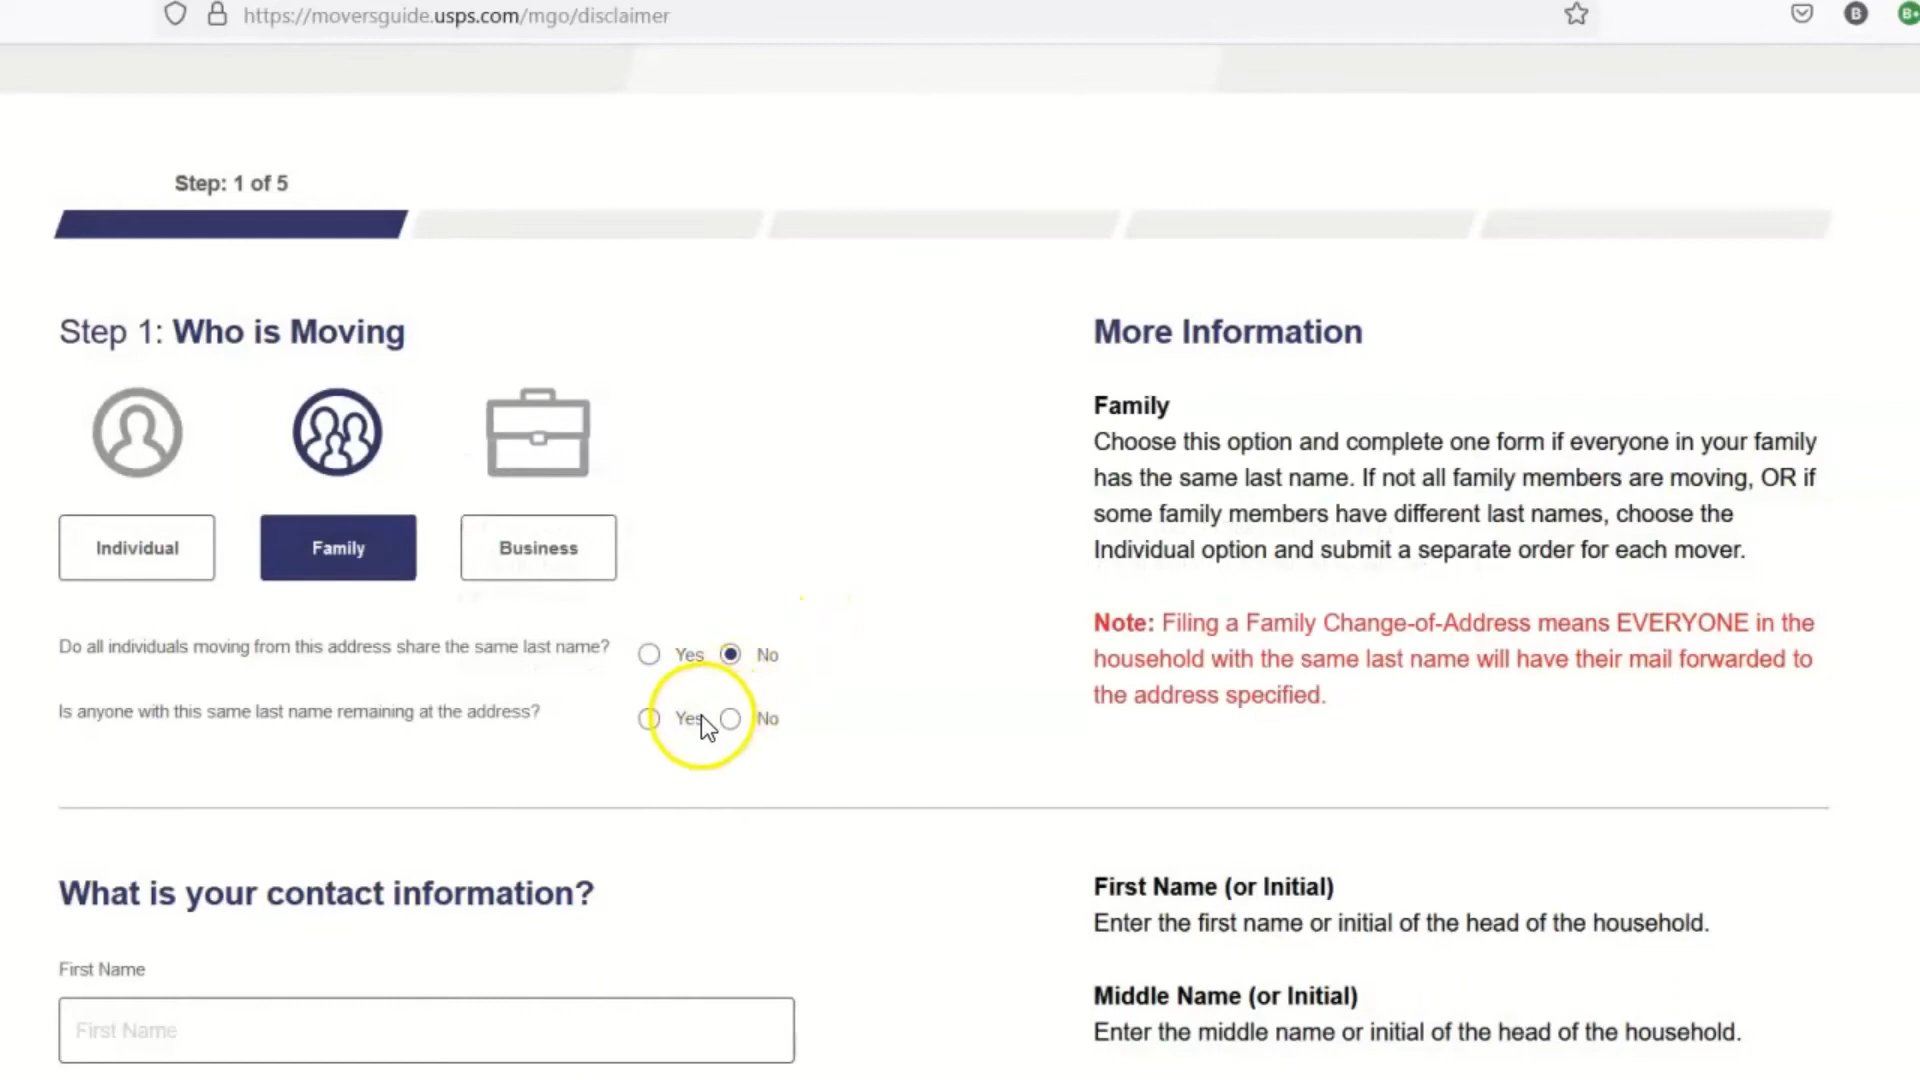 https://moversguide.usps.com/mgo/disclaimer
B
B+
Step: 1 of 5
Step 1: Who is Moving
Individual
Family
Business
Do all individuals moving from this address share the same last name?
Yes
No
Is anyone with this same last name remaining at the address?
Yes
No
More Information
Family
Choose this option and complete one form if everyone in your family
has the same last name. If not all family members are moving, OR if
some family members have different last names, choose the
Individual option and submit a separate order for each mover.
Note: Filing a Family Change-of-Address means EVERYONE in the
household with the same last name will have their mail forwarded to
the address specified.
What is your contact information?
First Name
First Name
First Name (or Initial)
Enter the first name or initial of the head of the household.
Middle Name (or Initial)
Enter the middle name or initial of the head of the household.